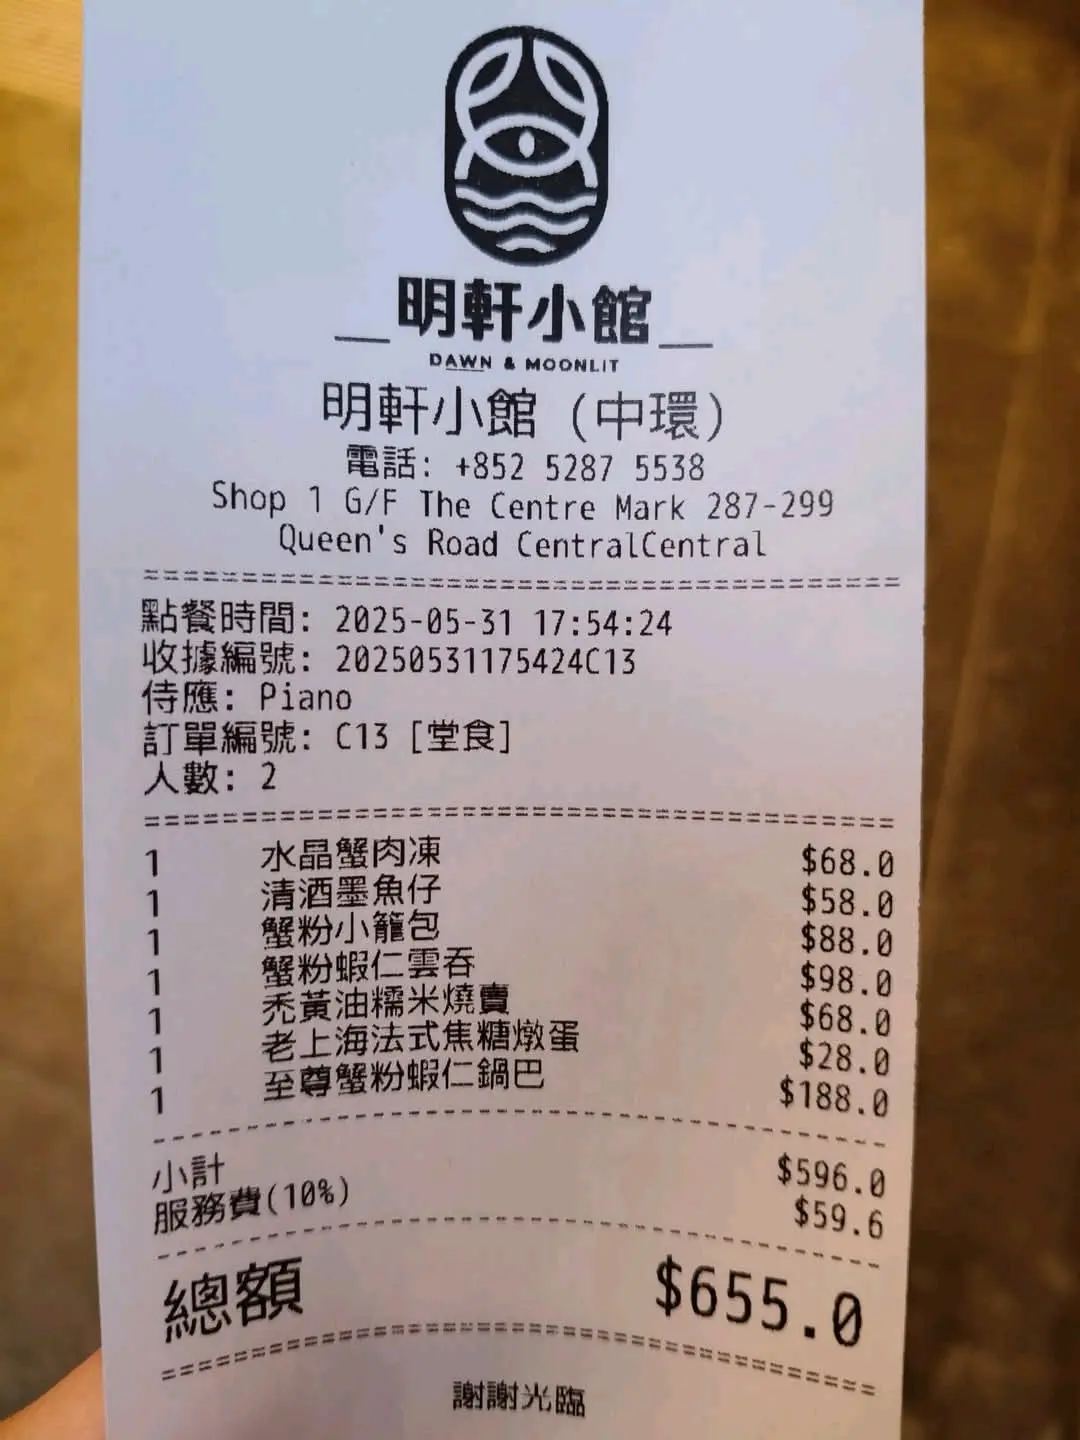 明軒小館
DAWN & MOONLIT
明軒小館 (中環)
電話: +852 5287 5538
Shop 1 G/F The Centre Mark 287-299
Queen's Road CentralCentral
點餐時間: 2025-05-31 17:54:24
收據編號: 20250531175424C13
侍應: Piano
訂單編號: C13 [堂食]
人數: 2
1 水晶蟹肉凍 $68.0
1 清酒墨魚仔 $58.0
1 蟹粉小籠包 $88.0
1 蟹粉蝦仁雲吞 $98.0
1 禿黃油糯米燒賣 $68.0
1 老上海法式焦糖燉蛋 $28.0
1 至尊蟹粉蝦仁鍋巴 $188.0
小計 $596.0
服務費(10%) $59.6
總額 $655.0
謝謝光臨